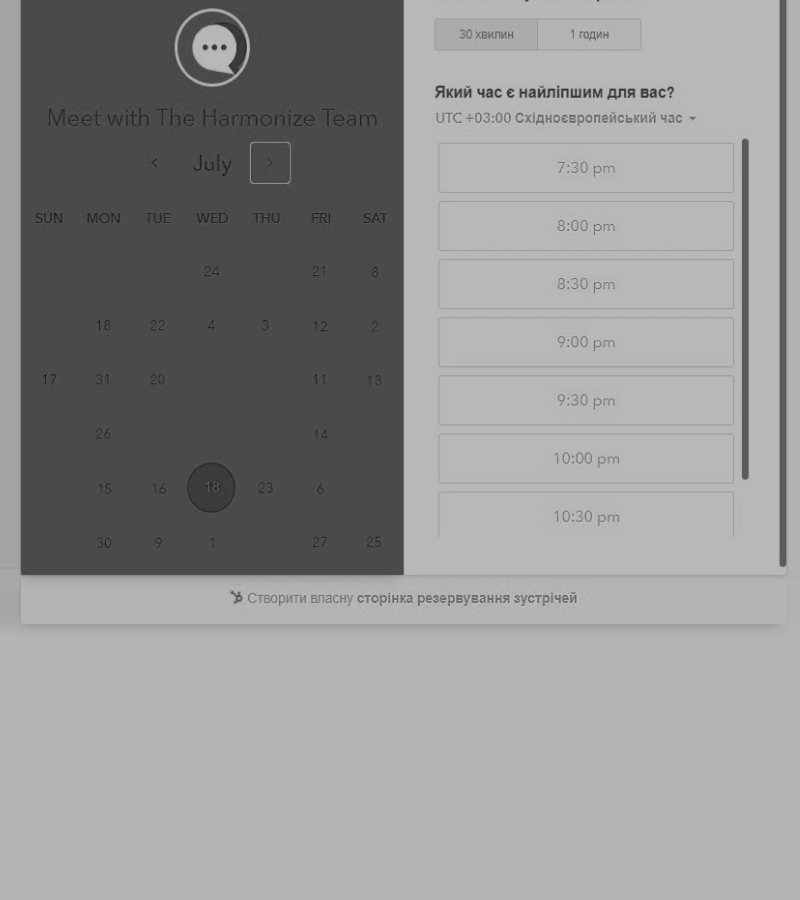 30 хвилин 1 годин
Meet with The Harmonize Team
Який час є найліпшим для вас?
UTC +03:00 Східноєвропейський час
July
SUN MON TUE WED THU FRI SAT
24 21 8
18 22 4 3 12 2
17 31 20 11 13
26 14
15 16 18 23 6
30 9 1 27 25
7:30 pm
8:00 pm
8:30 pm
9:00 pm
9:30 pm
10:00 pm
10:30 pm
Створити власну сторінка резервування зустрічей